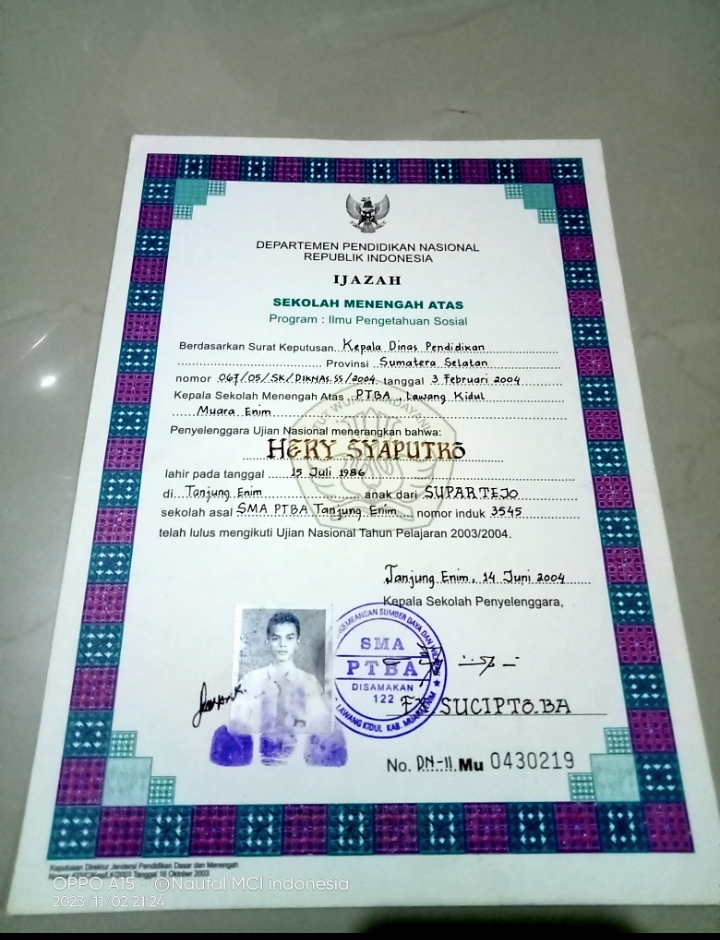 DEPARTEMEN PENDIDIKAN NASIONAL
REPUBLIK INDONESIA
IJAZAH
SEKOLAH MENENGAH ATAS
Program : Ilmu Pengetahuan Sosial
Berdasarkan Surat Keputusan Kepala Dinas Pendidikan
Provinsi Sumatera Selatan
nomor 047/05/SK/DIKNAS.SS/2004 tanggal 3 Februari 2004
Kepala Sekolah Menengah Atas PTBA, Lawang Kidul
Muara Enim
Penyelenggara Ujian Nasional menerangkan bahwa:
HERY SYAPUTRO
lahir pada tanggal 15 Juli 1986
di Tanjung Enim anak dari SUPARTEJO
sekolah asal SMA PTBA Tanjung Enim nomor induk 3545
telah lulus mengikuti Ujian Nasional Tahun Pelajaran 2003/2004.
Tanjung Enim, 14 Juni 2004
Kepala Sekolah Penyelenggara,
SUMBER DAYA DAN
SMA
PTBA
DISAMAKAN
122
LAWANG KIDUL KAB. MUARA ENIM
FX SUCIPTO.BA
No. DN-11 Mu 0430219
Keputusan Direktur Jenderal Pendidikan Dasar dan Menengah
Tanggal 16 Oktober 2003
OPPO A15 · ©Naufal MCI indonesia
2023/11/02 21:24